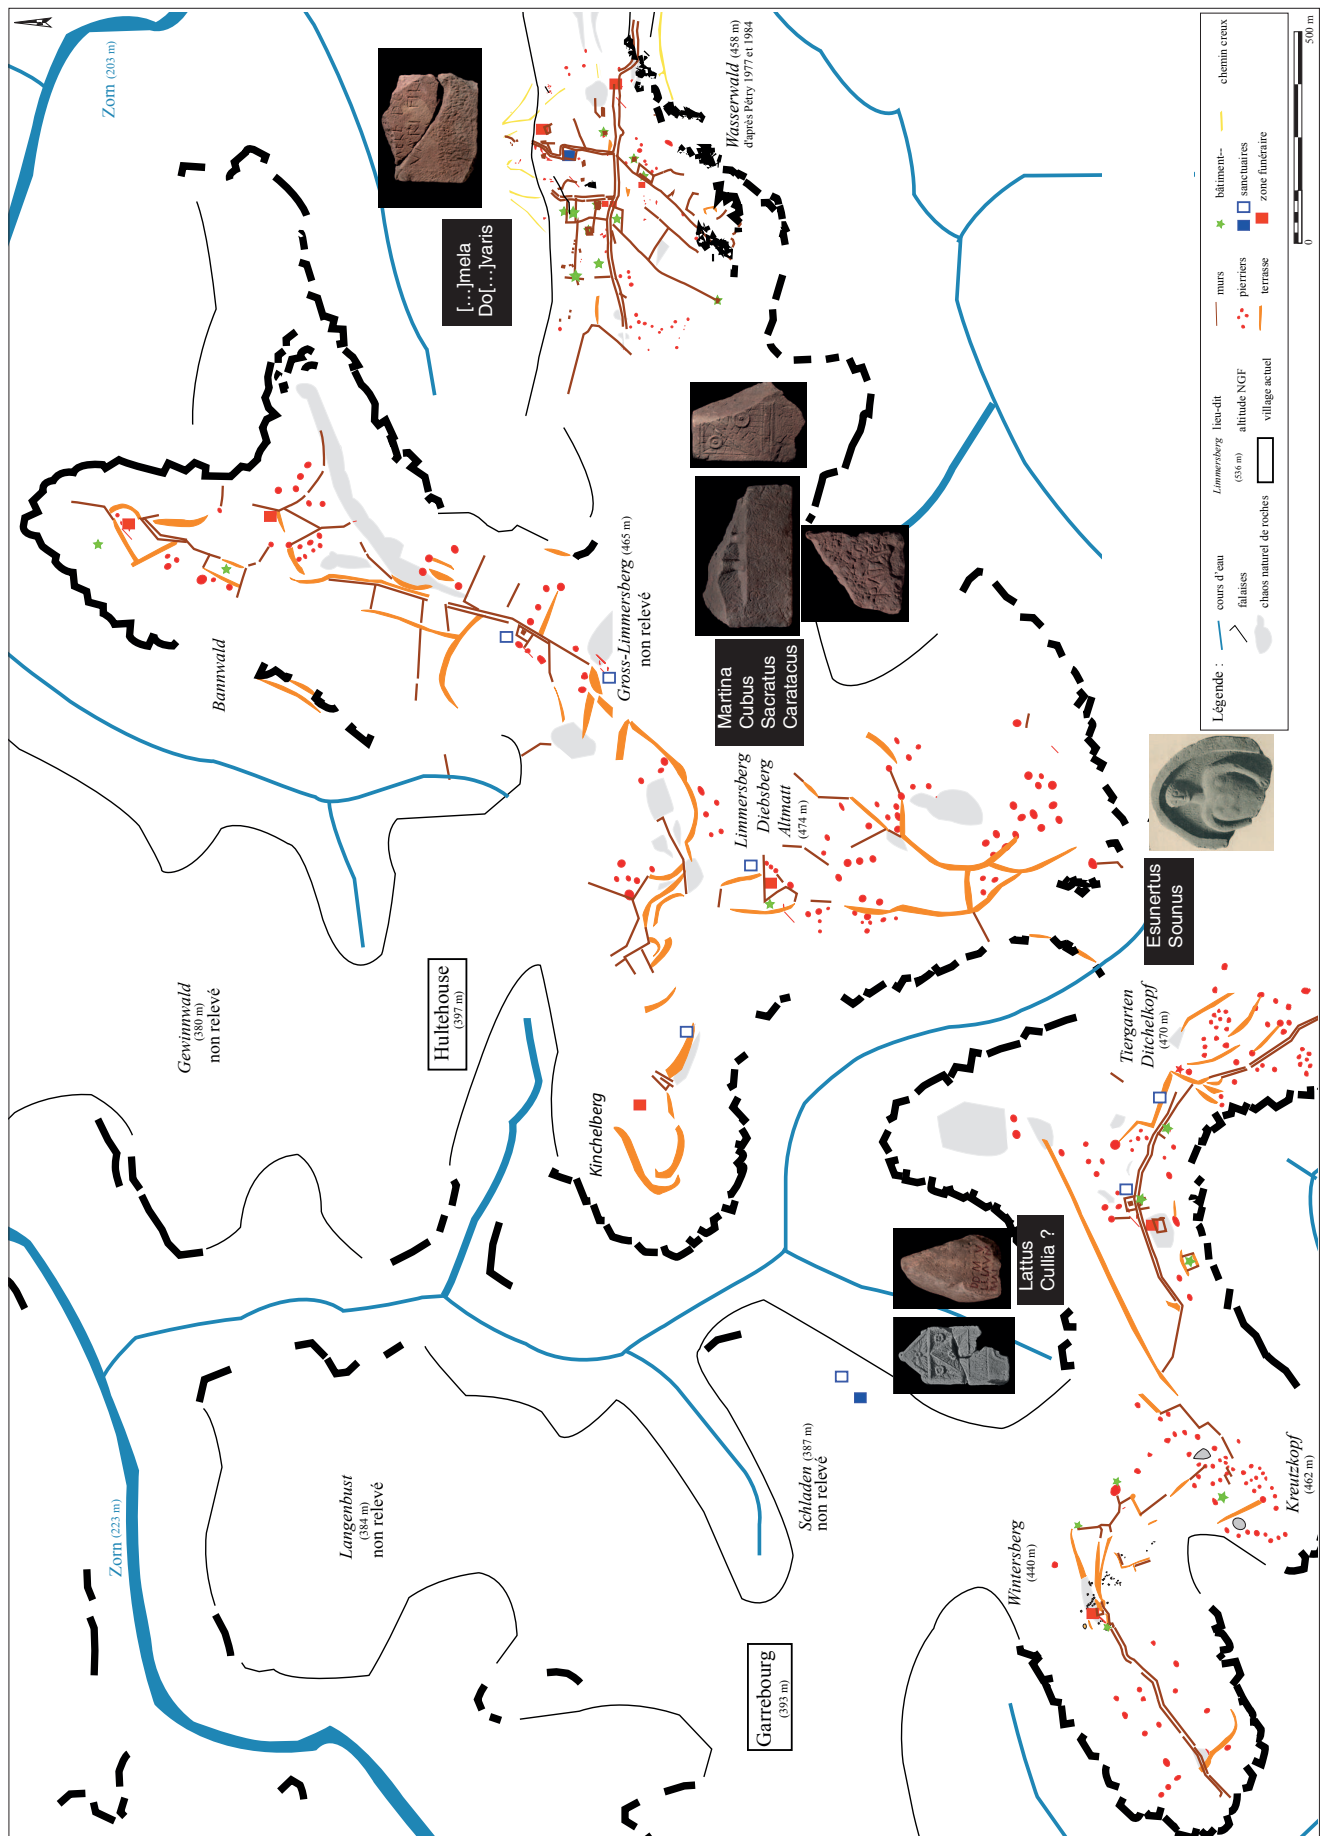 Zorn (203 m)
Wasserwald (458 m)
d'après Pétry 1977 et 1984
[...]mela
Do[...]varis
Bannwald
Gross-Limmersberg (465 m)
non relevé
Martina
Cubus
Sacratus
Caratacus
Limmersberg
Diebsberg
Altmatt
(474 m)
Gewinnwald
(380 m)
non relevé
Hultehouse
(397 m)
Kinchelberg
Esunertus
Sounus
Tiergarten
Ditchelkopf
(470 m)
Lattus
Cullia ?
Zorn (223 m)
Langenbust
(384 m)
non relevé
Schladen (387 m)
non relevé
Garrebourg
(393 m)
Wintersberg
(440 m)
Kreutzkopf
(462 m)
Légende :
cours d'eau
falaises
chaos naturel de roches
Limmersberg lieu-dit
(536 m) altitude NGF
village actuel
murs
pierriers
terrasse
bâtiment--
sanctuaires
zone funéraire
chemin creux
0
500 m